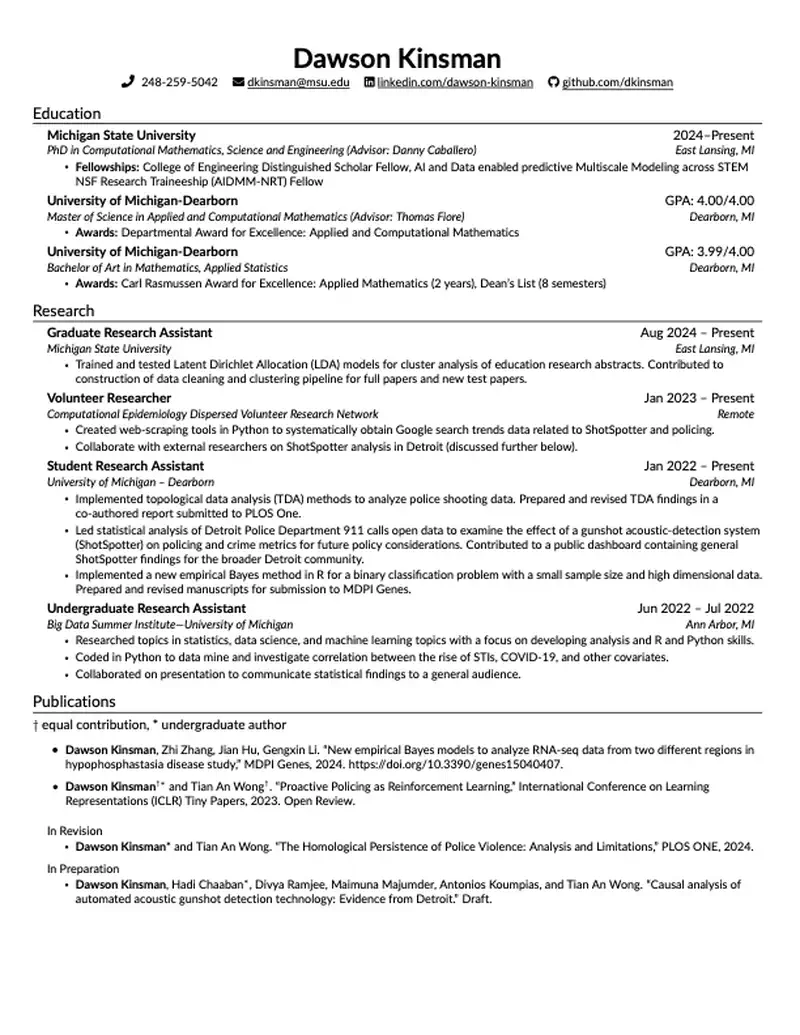 Dawson Kinsman
248-259-5042 dkinsman@msu.edu linkedin.com/dawson-kinsman github.com/dkinsman
Education
Michigan State University 2024–Present
PhD in Computational Mathematics, Science and Engineering (Advisor: Danny Caballero) East Lansing, MI
• Fellowships: College of Engineering Distinguished Scholar Fellow, AI and Data enabled predictive Multiscale Modeling across STEM
NSF Research Traineeship (AIDMM-NRT) Fellow
University of Michigan-Dearborn GPA: 4.00/4.00
Master of Science in Applied and Computational Mathematics (Advisor: Thomas Fiore) Dearborn, MI
• Awards: Departmental Award for Excellence: Applied and Computational Mathematics
University of Michigan-Dearborn GPA: 3.99/4.00
Bachelor of Art in Mathematics, Applied Statistics Dearborn, MI
• Awards: Carl Rasmussen Award for Excellence: Applied Mathematics (2 years), Dean's List (8 semesters)
Research
Graduate Research Assistant Aug 2024 – Present
Michigan State University East Lansing, MI
• Trained and tested Latent Dirichlet Allocation (LDA) models for cluster analysis of education research abstracts. Contributed to
construction of data cleaning and clustering pipeline for full papers and new test papers.
Volunteer Researcher Jan 2023 – Present
Computational Epidemiology Dispersed Volunteer Research Network Remote
• Created web-scraping tools in Python to systematically obtain Google search trends data related to ShotSpotter and policing.
• Collaborate with external researchers on ShotSpotter analysis in Detroit (discussed further below).
Student Research Assistant Jan 2022 – Present
University of Michigan – Dearborn Dearborn, MI
• Implemented topological data analysis (TDA) methods to analyze police shooting data. Prepared and revised TDA findings in a
co-authored report submitted to PLOS One.
• Led statistical analysis of Detroit Police Department 911 calls open data to examine the effect of a gunshot acoustic-detection system
(ShotSpotter) on policing and crime metrics for future policy considerations. Contributed to a public dashboard containing general
ShotSpotter findings for the broader Detroit community.
• Implemented a new empirical Bayes method in R for a binary classification problem with a small sample size and high dimensional data.
Prepared and revised manuscripts for submission to MDPI Genes.
Undergraduate Research Assistant Jun 2022 – Jul 2022
Big Data Summer Institute—University of Michigan Ann Arbor, MI
• Researched topics in statistics, data science, and machine learning topics with a focus on developing analysis and R and Python skills.
• Coded in Python to data mine and investigate correlation between the rise of STIs, COVID-19, and other covariates.
• Collaborated on presentation to communicate statistical findings to a general audience.
Publications
† equal contribution, * undergraduate author
• Dawson Kinsman, Zhi Zhang, Jian Hu, Gengxin Li. "New empirical Bayes models to analyze RNA-seq data from two different regions in
hypophosphastasia disease study," MDPI Genes, 2024. https://doi.org/10.3390/genes15040407.
• Dawson Kinsman†* and Tian An Wong†. "Proactive Policing as Reinforcement Learning," International Conference on Learning
Representations (ICLR) Tiny Papers, 2023. Open Review.
In Revision
• Dawson Kinsman* and Tian An Wong. "The Homological Persistence of Police Violence: Analysis and Limitations," PLOS ONE, 2024.
In Preparation
• Dawson Kinsman, Hadi Chaaban*, Divya Ramjee, Maimuna Majumder, Antonios Koumpias, and Tian An Wong. "Causal analysis of
automated acoustic gunshot detection technology: Evidence from Detroit." Draft.